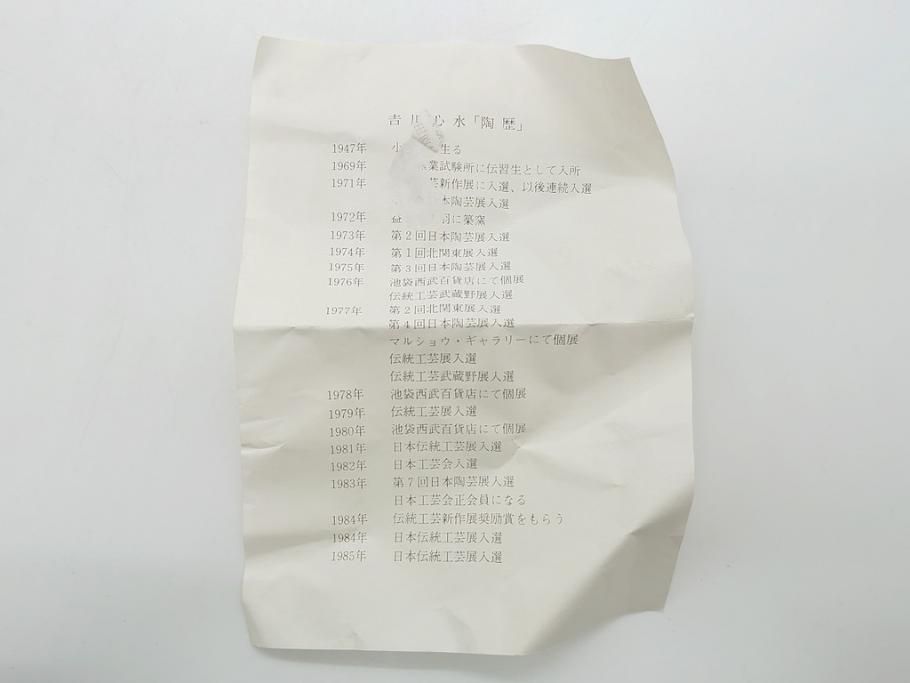 吉 川 心 水「陶 歴」
1947年 小 生る
1969年 業試験所に伝習生として入所
1971年 芸新作展に入選、以後連続入選
本陶芸展入選
1972年 益 に築窯
1973年 第2回日本陶芸展入選
1974年 第1回北関東展入選
1975年 第3回日本陶芸展入選
1976年 池袋西武百貨店にて個展
伝統工芸武蔵野展入選
1977年 第2回北関東展入選
第4回日本陶芸展入選
マルショウ・ギャラリーにて個展
伝統工芸展入選
伝統工芸武蔵野展入選
1978年 池袋西武百貨店にて個展
1979年 伝統工芸展入選
1980年 池袋西武百貨店にて個展
1981年 日本伝統工芸展入選
1982年 日本工芸会入選
1983年 第7回日本陶芸展入選
日本工芸会正会員になる
1984年 伝統工芸新作展奨励賞をもらう
1984年 日本伝統工芸展入選
1985年 日本伝統工芸展入選